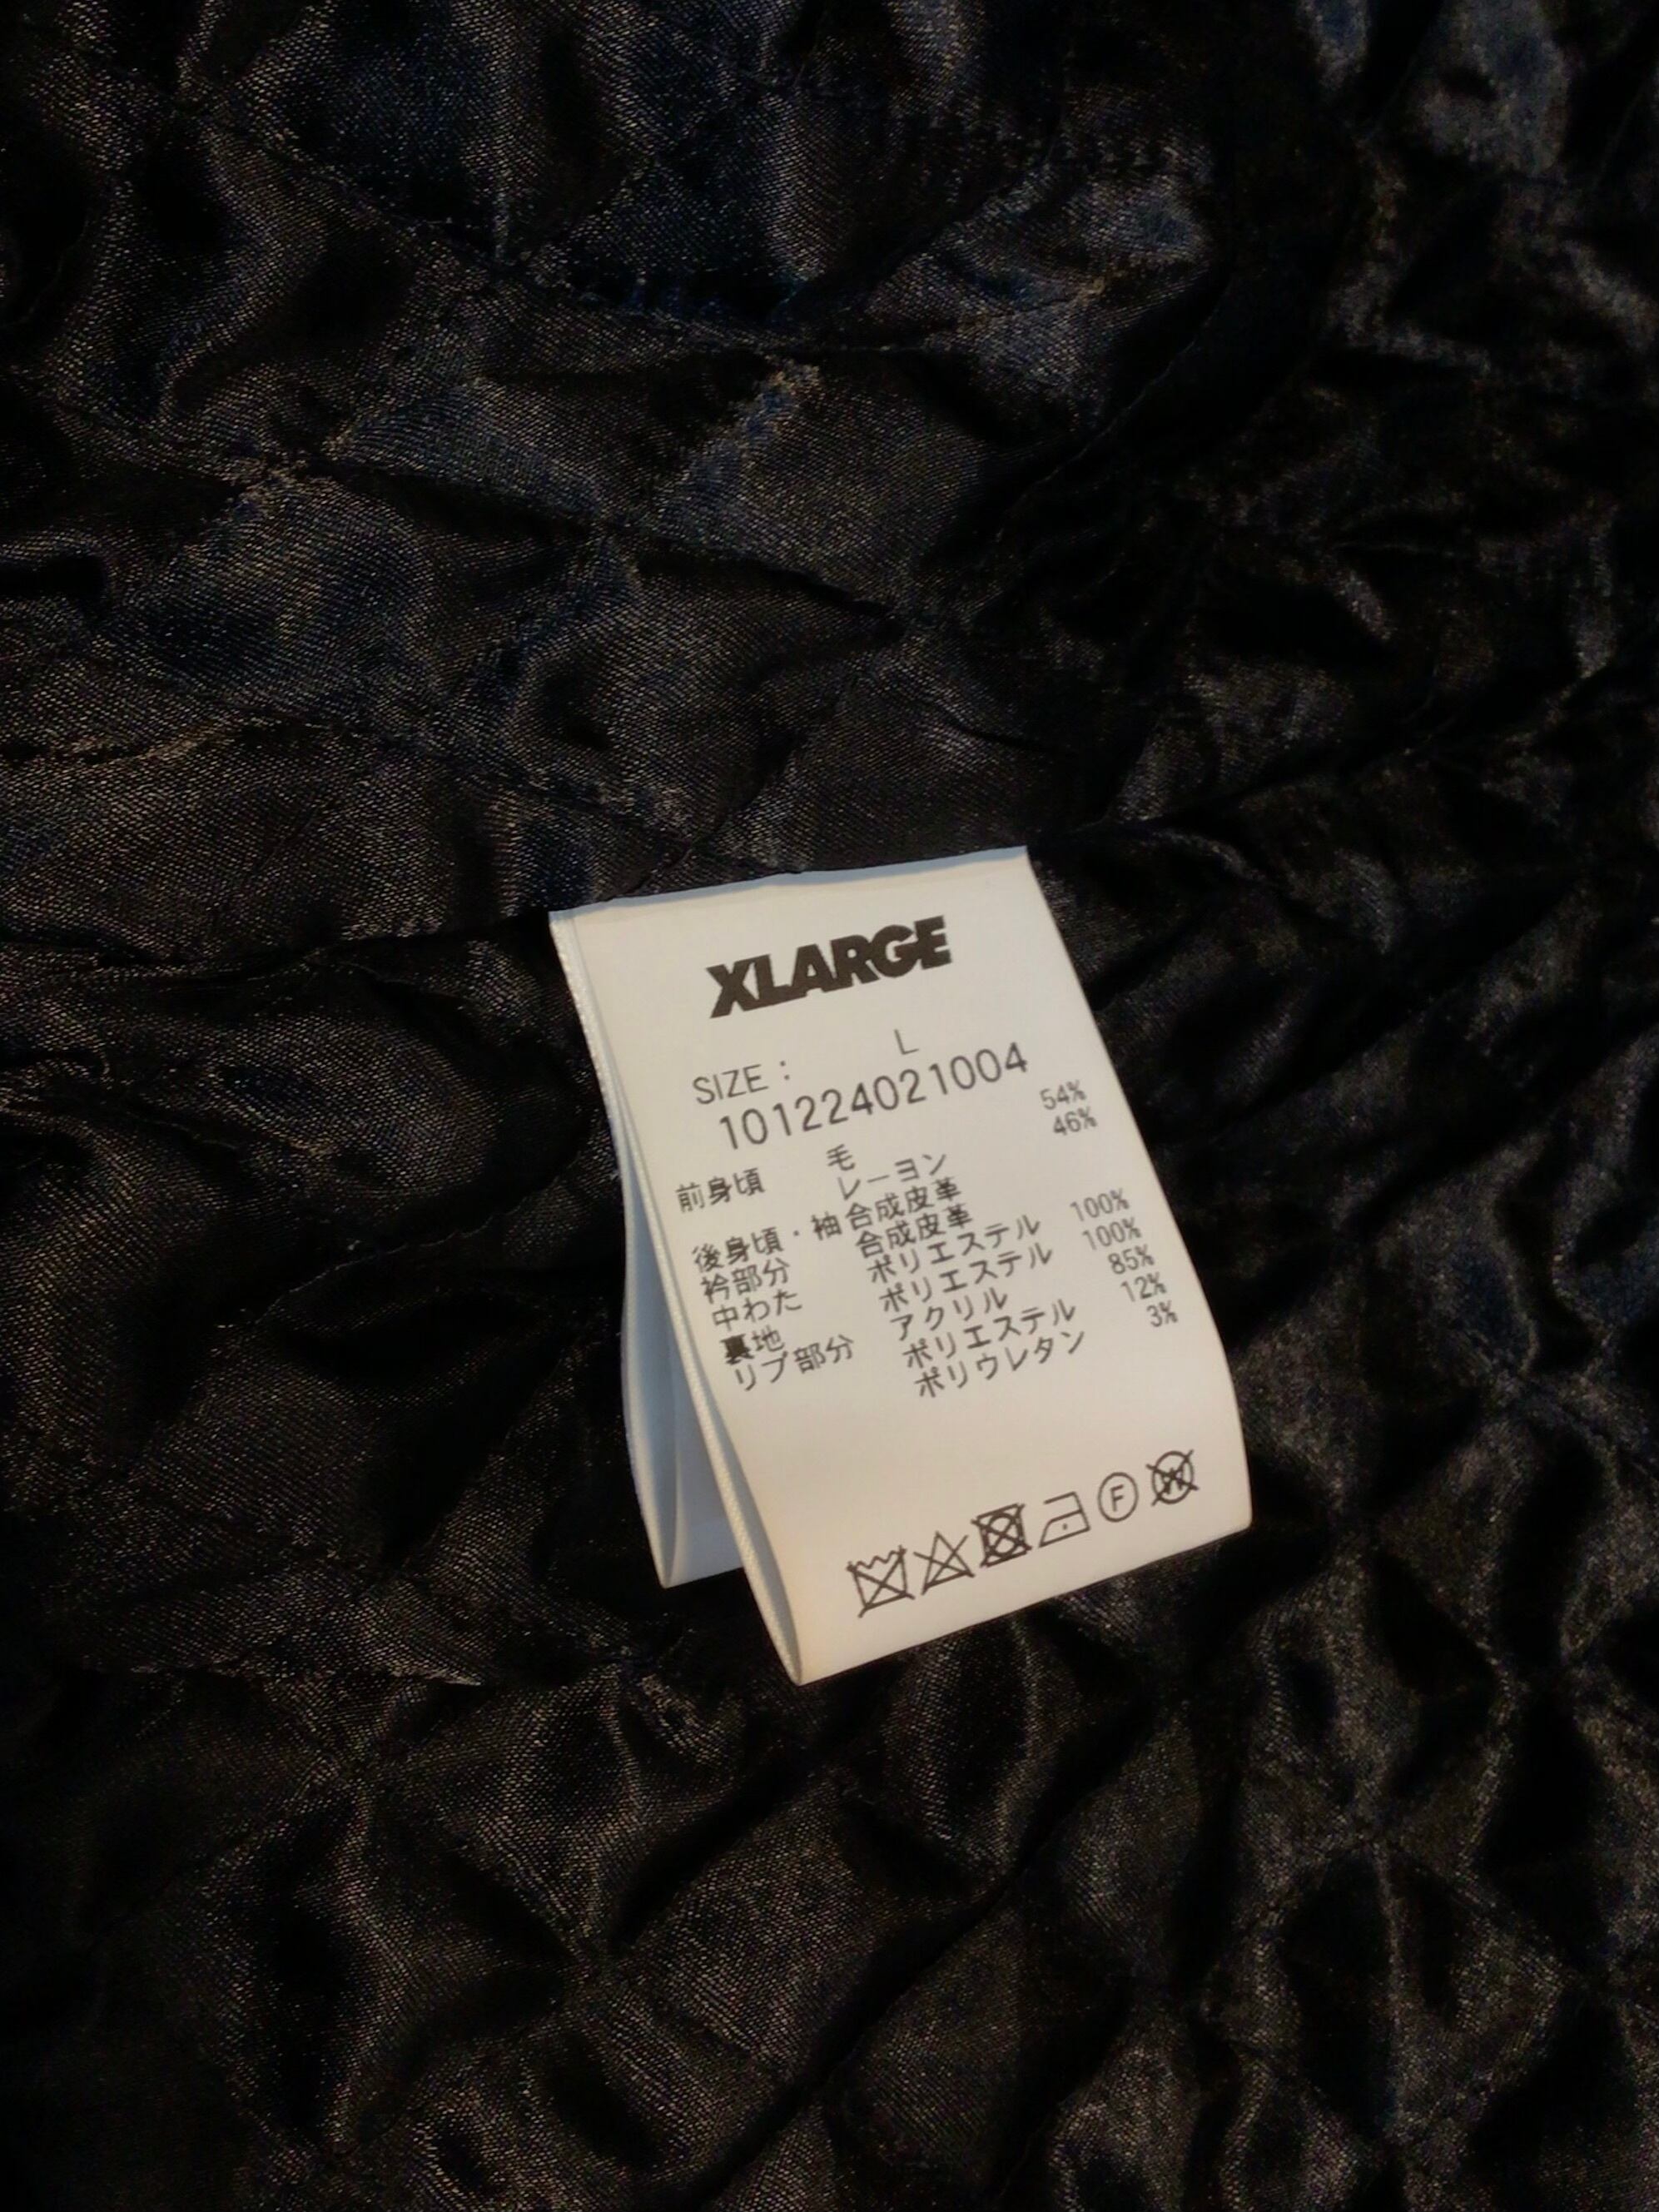 XLARGE
SIZE : L
101224021004
前身頃 毛 54%
レーヨン 46%
後身頃・袖 合成皮革
衿部分 合成皮革
中わた ポリエステル 100%
裏地 ポリエステル 100%
リブ部分 アクリル 85%
ポリエステル 12%
ポリウレタン 3%
F
W